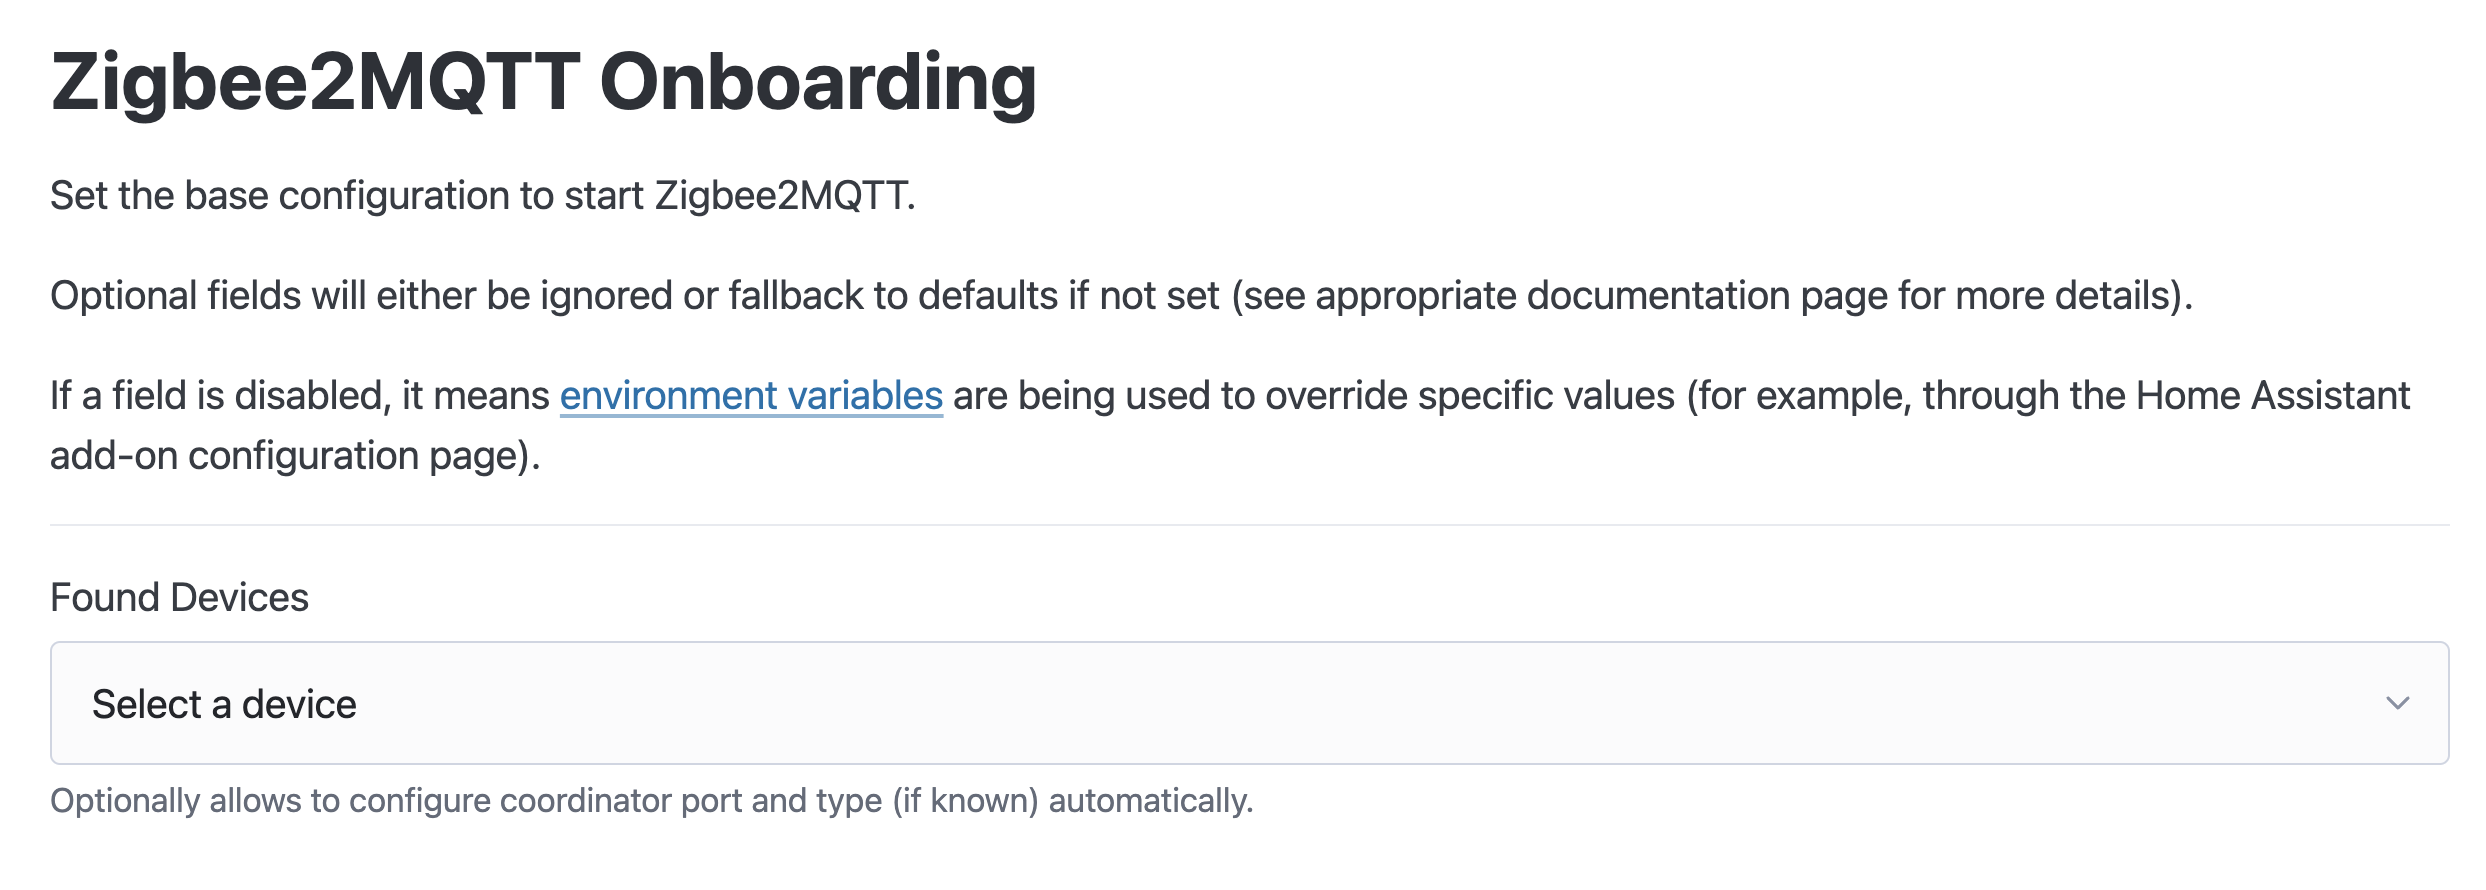 Zigbee2MQTT Onboarding
Set the base configuration to start Zigbee2MQTT.
Optional fields will either be ignored or fallback to defaults if not set (see appropriate documentation page for more details).
If a field is disabled, it means environment variables are being used to override specific values (for example, through the Home Assistant
add-on configuration page).
Found Devices
Select a device
Optionally allows to configure coordinator port and type (if known) automatically.